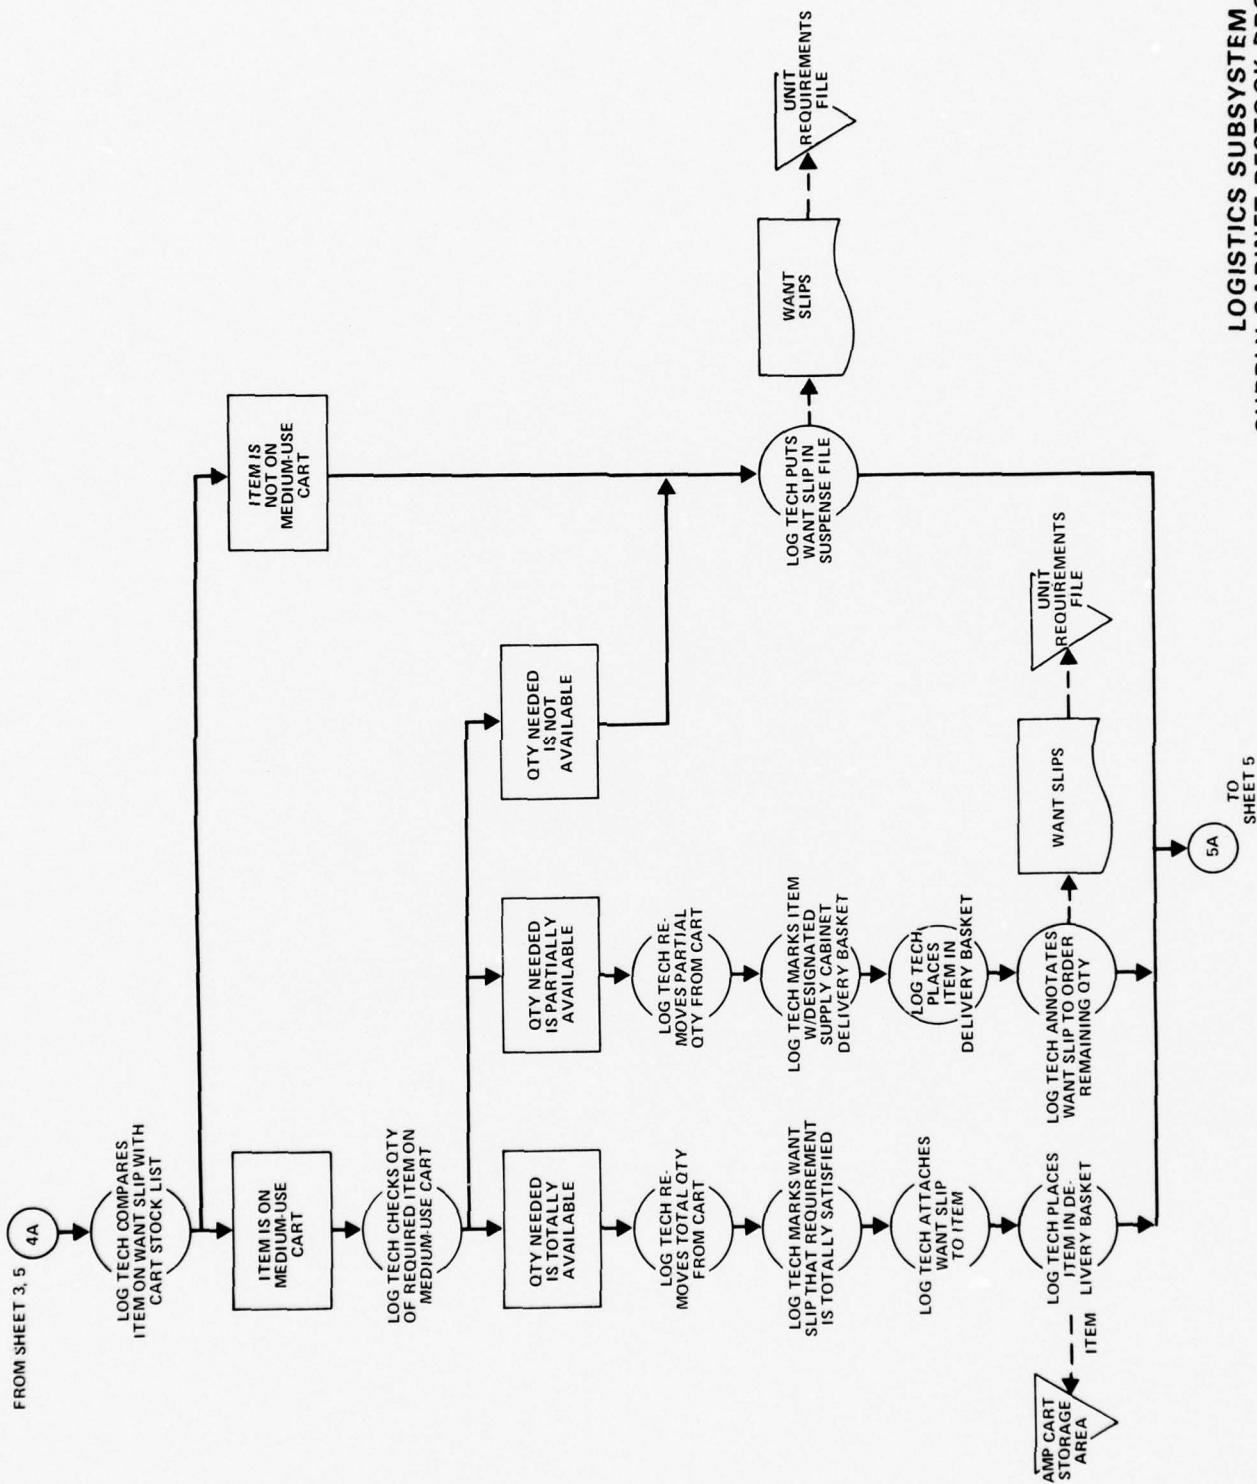 FROM SHEET 3, 5
4A
LOG TECH COMPARES
ITEM ON WANT SLIP WITH
CART STOCK LIST
ITEM IS ON
MEDIUM-USE
CART
ITEM IS
NOT ON
MEDIUM-USE
CART
LOG TECH CHECKS QTY
OF REQUIRED ITEM ON
MEDIUM-USE CART
QTY NEEDED
IS TOTALLY
AVAILABLE
QTY NEEDED
IS PARTIALLY
AVAILABLE
QTY NEEDED
IS NOT
AVAILABLE
LOG TECH RE-
MOVES TOTAL QTY
FROM CART
LOG TECH RE-
MOVES PARTIAL
QTY FROM CART
LOG TECH MARKS WANT
SLIP THAT REQUIREMENT
IS TOTALLY SATISFIED
LOG TECH MARKS ITEM
W/DESIGNATED
SUPPLY CABINET
DELIVERY BASKET
LOG TECH PUTS
WANT SLIP IN
SUSPENSE FILE
WANT
SLIPS
UNIT
REQUIREMENTS
FILE
LOG TECH ATTACHES
WANT SLIP
TO ITEM
LOG TECH
PLACES
ITEM IN
DELIVERY BASKET
AMP CART
STORAGE
AREA
ITEM
LOG TECH PLACES
ITEM IN DE-
LIVERY BASKET
LOG TECH ANNOTATES
WANT SLIP TO ORDER
REMAINING QTY
WANT SLIPS
UNIT
REQUIREMENTS
FILE
5A
TO
SHEET 5
LOGISTICS SUBSYSTEM